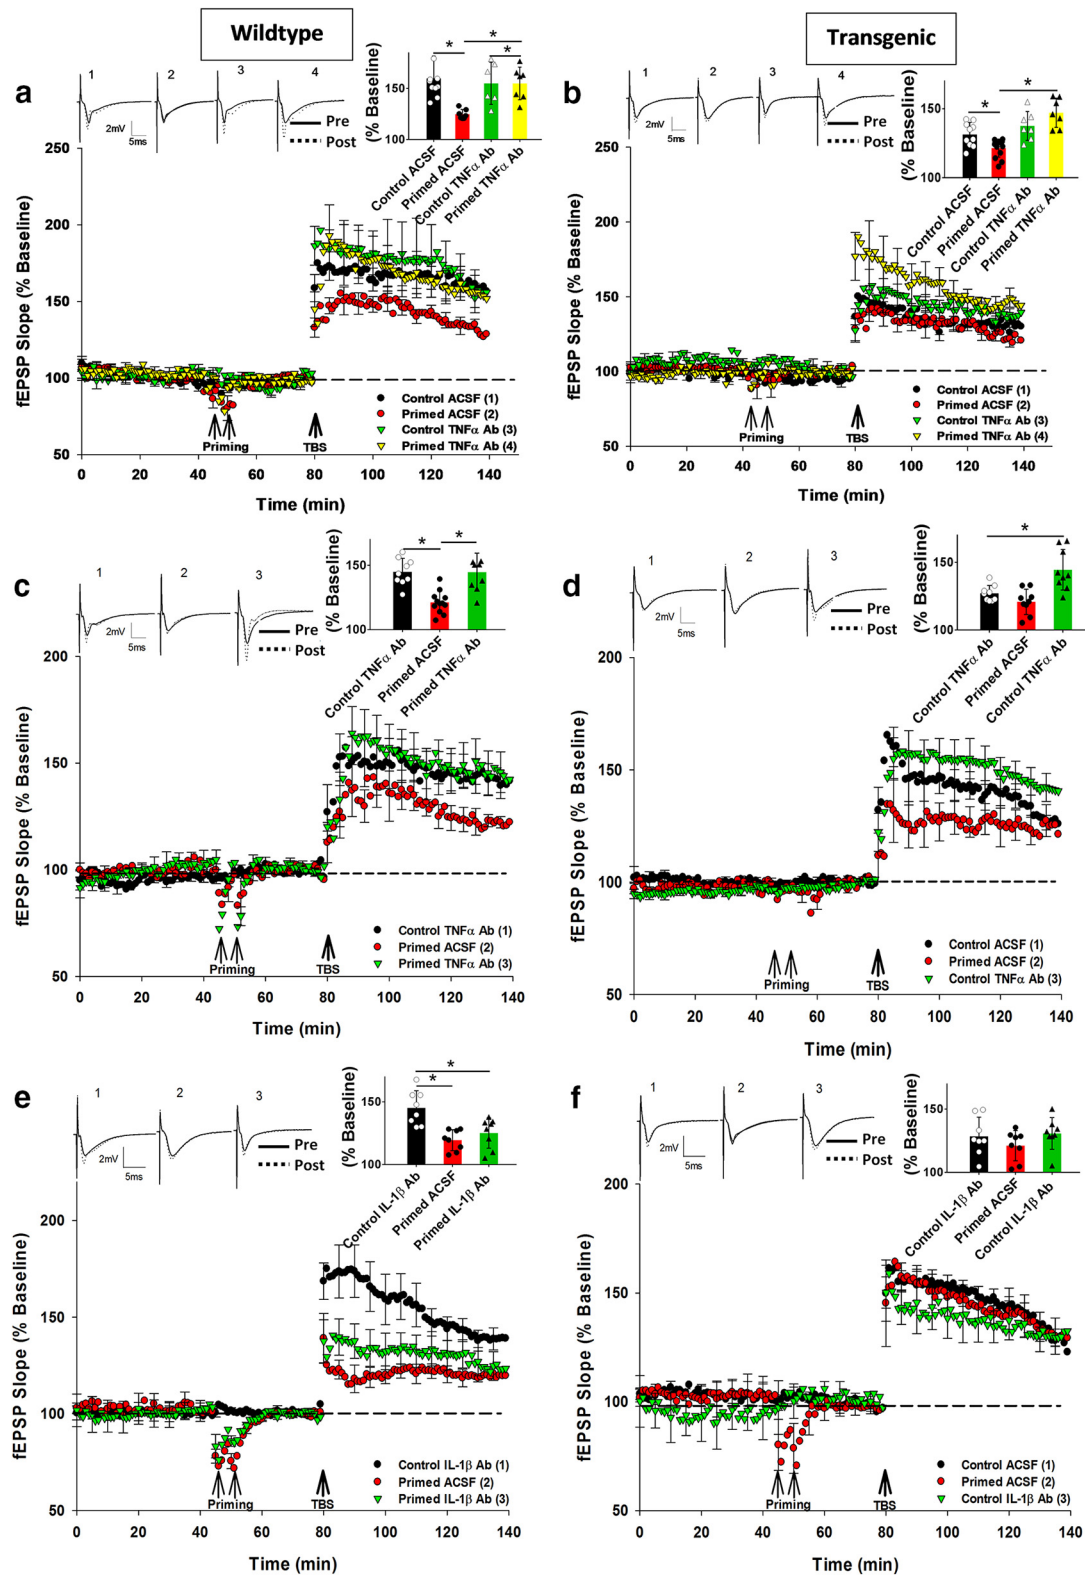 Wildtype
Transgenic
a
1 2 3 4
2mV
5ms
Pre
Post
(% Baseline)
150
100
* * *
Control ACSF
Primed ACSF
Control TNFα Ab
Primed TNFα Ab
fEPSP Slope (% Baseline)
250
200
150
100
50
Priming
TBS
Control ACSF (1)
Primed ACSF (2)
Control TNFα Ab (3)
Primed TNFα Ab (4)
0 20 40 60 80 100 120 140
Time (min)
b
1 2 3 4
2mV
5ms
Pre
Post
(% Baseline)
150
100
* *
Control ACSF
Primed ACSF
Control TNFα Ab
Primed TNFα Ab
fEPSP Slope (% Baseline)
250
200
150
100
50
Priming
TBS
Control ACSF (1)
Primed ACSF (2)
Control TNFα Ab (3)
Primed TNFα Ab (4)
0 20 40 60 80 100 120 140
Time (min)
c
1 2 3
2mV
5ms
Pre
Post
(% Baseline)
150
100
* *
Control TNFα Ab
Primed ACSF
Primed TNFα Ab
fEPSP Slope (% Baseline)
200
150
100
50
Priming
TBS
Control TNFα Ab (1)
Primed ACSF (2)
Primed TNFα Ab (3)
0 20 40 60 80 100 120 140
Time (min)
d
1 2 3
2mV
5ms
Pre
Post
(% Baseline)
150
100
*
Control TNFα Ab
Primed ACSF
Control TNFα Ab
fEPSP Slope (% Baseline)
200
150
100
50
Priming
TBS
Control ACSF (1)
Primed ACSF (2)
Control TNFα Ab (3)
0 20 40 60 80 100 120 140
Time (min)
e
1 2 3
2mV
5ms
Pre
Post
(% Baseline)
150
100
* *
Control IL-1β Ab
Primed ACSF
Primed IL-1β Ab
fEPSP Slope (% Baseline)
200
150
100
50
Priming
TBS
Control IL-1β Ab (1)
Primed ACSF (2)
Primed IL-1β Ab (3)
0 20 40 60 80 100 120 140
Time (min)
f
1 2 3
2mV
5ms
Pre
Post
(% Baseline)
150
100
Control IL-1β Ab
Primed ACSF
Control IL-1β Ab
fEPSP Slope (% Baseline)
200
150
100
50
Priming
TBS
Control ACSF (1)
Primed ACSF (2)
Control IL-1β Ab (3)
0 20 40 60 80 100 120 140
Time (min)